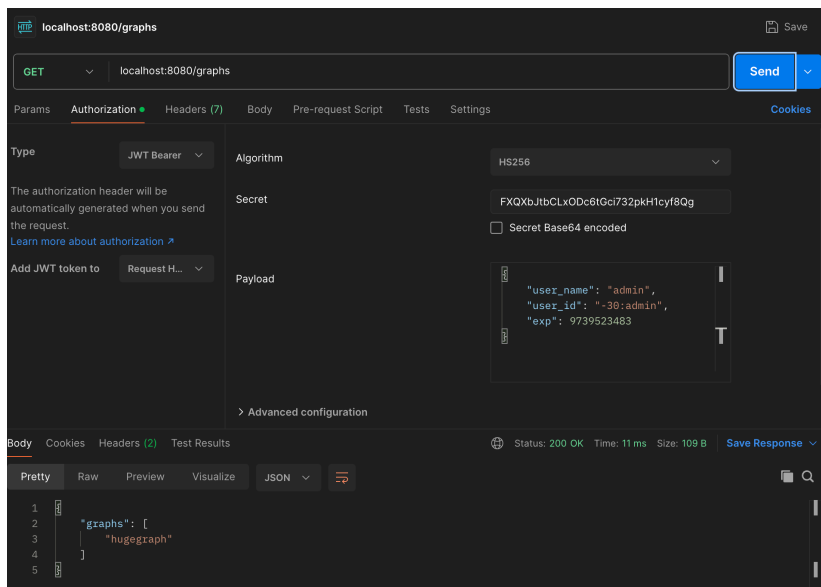 HTTP localhost:8080/graphs Save
GET localhost:8080/graphs Send
Params Authorization Headers (7) Body Pre-request Script Tests Settings Cookies
Type JWT Bearer
The authorization header will be
automatically generated when you send
the request.
Learn more about authorization ↗
Add JWT token to Request H...
Algorithm HS256
Secret FXQXbJtbCLxODc6tGci732pkH1cyf8Qg
Secret Base64 encoded
Payload
{
"user_name": "admin",
"user_id": "-30:admin",
"exp": 9739523483
}
Advanced configuration
Body Cookies Headers (2) Test Results Status: 200 OK Time: 11 ms Size: 109 B Save Response
Pretty Raw Preview Visualize JSON
1 {
2 "graphs": [
3 "hugegraph"
4 ]
5 }